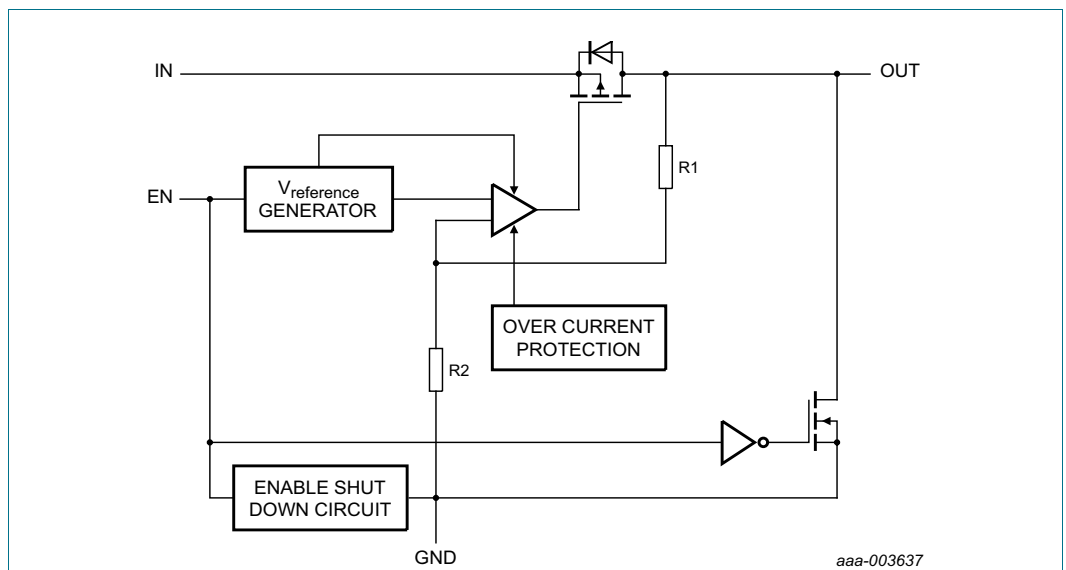 IN
OUT
R1
EN
Vreference
GENERATOR
OVER CURRENT
PROTECTION
R2
ENABLE SHUT
DOWN CIRCUIT
GND
aaa-003637